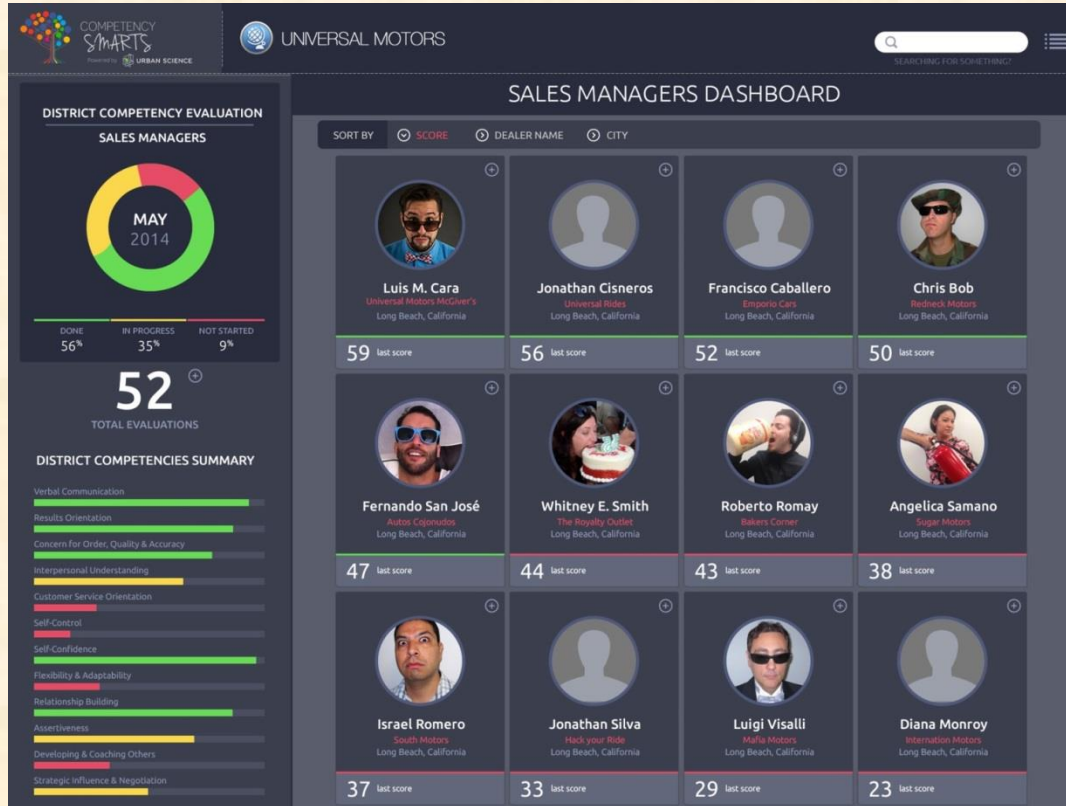 COMPETENCY
SMARTS
Powered by URBAN SCIENCE
UNIVERSAL MOTORS
SEARCHING FOR SOMETHING?
DISTRICT COMPETENCY EVALUATION
SALES MANAGERS
MAY
2014
DONE IN PROGRESS NOT STARTED
56% 35% 9%
52
TOTAL EVALUATIONS
DISTRICT COMPETENCIES SUMMARY
Verbal Communication
Results Orientation
Concern for Order, Quality & Accuracy
Interpersonal Understanding
Customer Service Orientation
Self-Control
Self-Confidence
Flexibility & Adaptability
Relationship Building
Assertiveness
Developing & Coaching Others
Strategic Influence & Negotiation
SALES MANAGERS DASHBOARD
SORT BY SCORE DEALER NAME CITY
Luis M. Cara
Universal Motors McGiver's
Long Beach, California
59 last score
Jonathan Cisneros
Universal Rides
Long Beach, California
56 last score
Francisco Caballero
Emporio Cars
Long Beach, California
52 last score
Chris Bob
Redneck Motors
Long Beach, California
50 last score
Fernando San José
Autos Cojonudos
Long Beach, California
47 last score
Whitney E. Smith
The Royalty Outlet
Long Beach, California
44 last score
Roberto Romay
Bakers Corner
Long Beach, California
43 last score
Angelica Samano
Sugar Motors
Long Beach, California
38 last score
Israel Romero
South Motors
Long Beach, California
37 last score
Jonathan Silva
Hack your Ride
Long Beach, California
33 last score
Luigi Visalli
Mafia Motors
Long Beach, California
29 last score
Diana Monroy
Internation Motors
Long Beach, California
23 last score